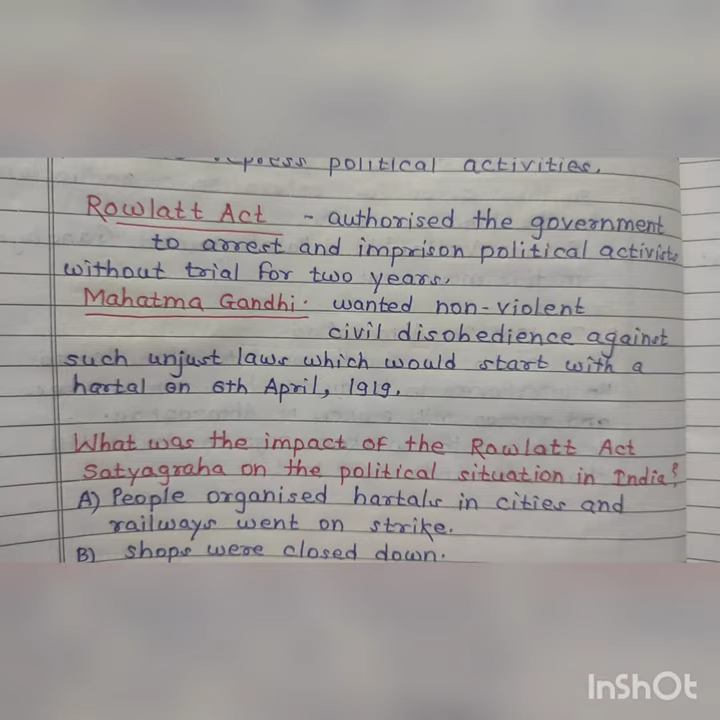 political activities.
Rowlatt Act - authorised the government
to arrest and imprison political activists
without trial for two years.
Mahatma Gandhi. wanted non-violent
civil disobedience against
such unjust laws which would start with a
hartal on 6th April, 1919.
What was the impact of the Rowlatt Act
Satyagraha on the political situation in India?
A) People organised hartals in cities and
railways went on strike.
B) shops were closed down.
InShOt